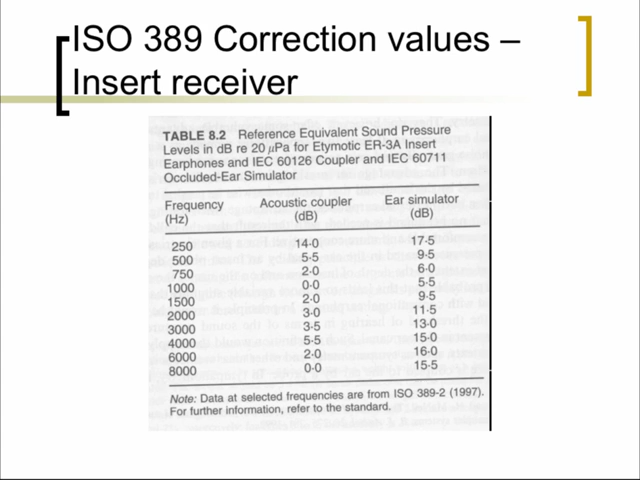 ISO 389 Correction values –
Insert receiver
TABLE 8.2 Reference Equivalent Sound Pressure
Levels in dB re 20 μPa for Etymotic ER-3A Insert
Earphones and IEC 60126 Coupler and IEC 60711
Occluded-Ear Simulator
Frequency Acoustic coupler Ear simulator
(Hz) (dB) (dB)
250 14·0 17·5
500 5·5 9·5
750 2·0 6·0
1000 0·0 5·5
1500 2·0 9·5
2000 3·0 11·5
3000 3·5 13·0
4000 5·5 15·0
6000 2·0 16·0
8000 0·0 15·5
Note: Data at selected frequencies are from ISO 389-2 (1997).
For further information, refer to the standard.